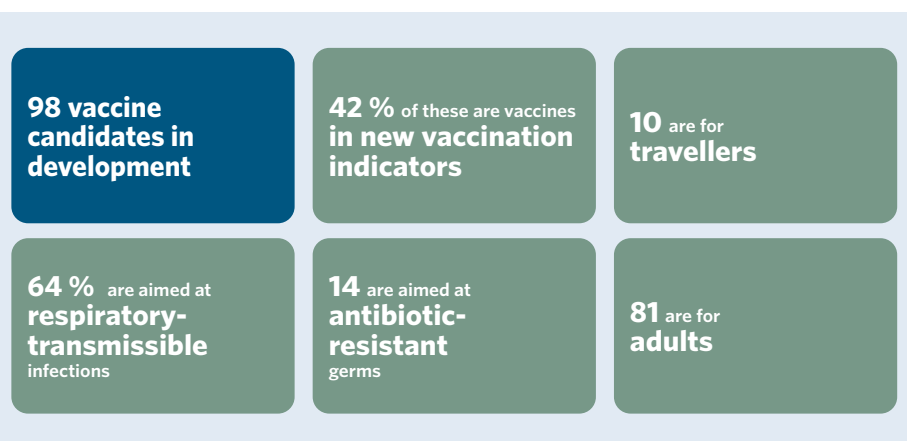 98 vaccine
candidates in
development
42 % of these are vaccines
in new vaccination
indicators
10 are for
travellers
64 % are aimed at
respiratory-
transmissible
infections
14 are aimed at
antibiotic-
resistant
germs
81 are for
adults